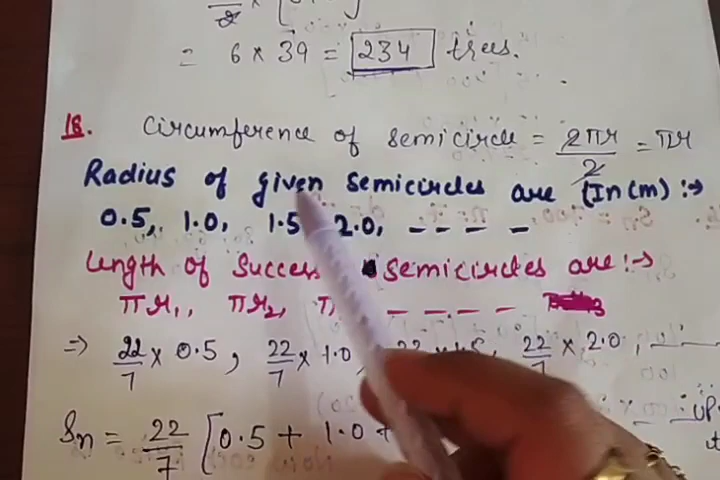 = 6 × 39 = 234 trees.
18. Circumference of semicircle = 2πr/2 = πr
Radius of given semicircles are (In cm) :→
0.5, 1.0, 1.5 2.0, - - - -
Length of Success semicircles are :→
πr₁, πr₂, - - - -
⇒ 22/7 × 0.5, 22/7 × 1.0, 22/7 × 2.0,
Sn = 22/7 [0.5 + 1.0 +